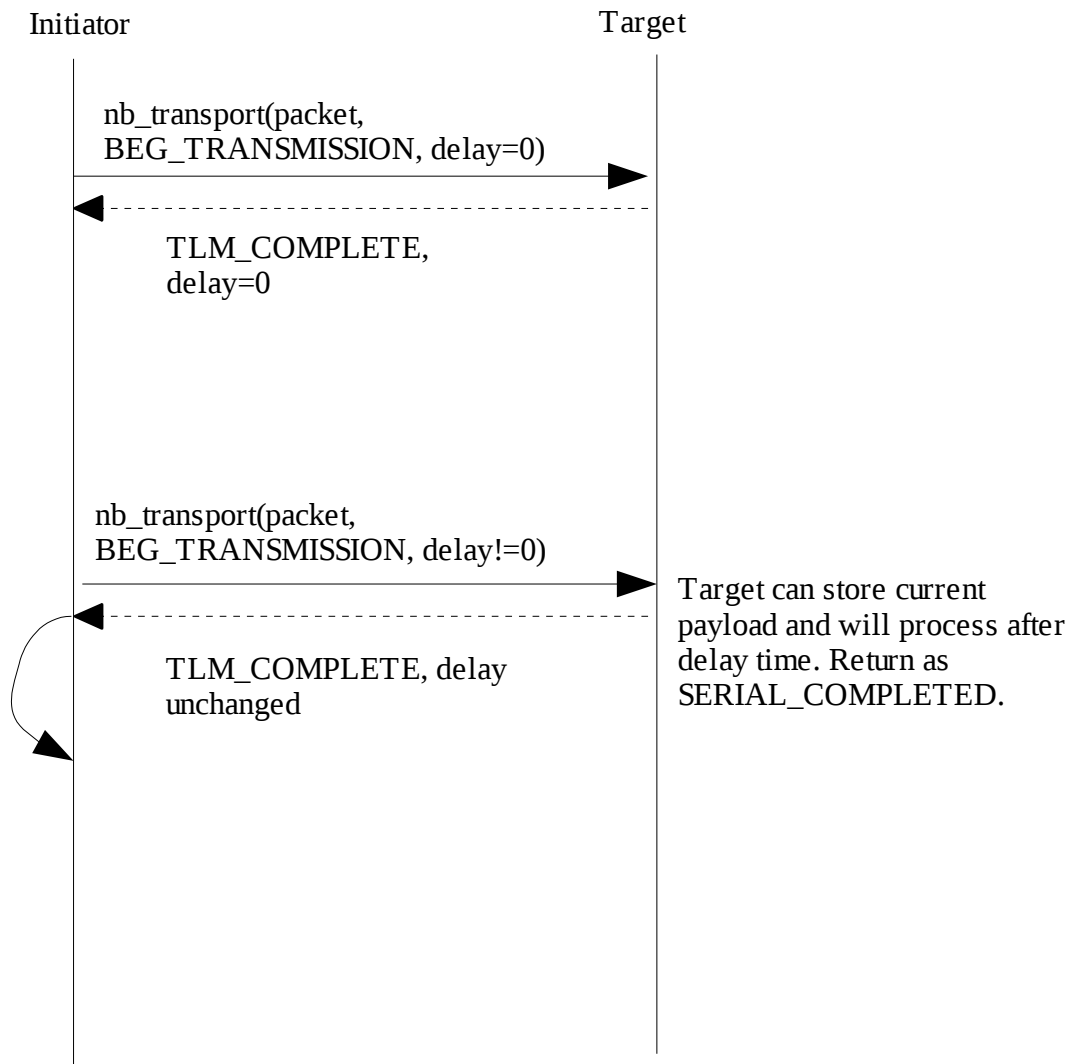 Initiator
Target
nb_transport(packet,
BEG_TRANSMISSION, delay=0)
TLM_COMPLETE,
delay=0
nb_transport(packet,
BEG_TRANSMISSION, delay!=0)
Target can store current
payload and will process after
delay time. Return as
SERIAL_COMPLETED.
TLM_COMPLETE, delay
unchanged